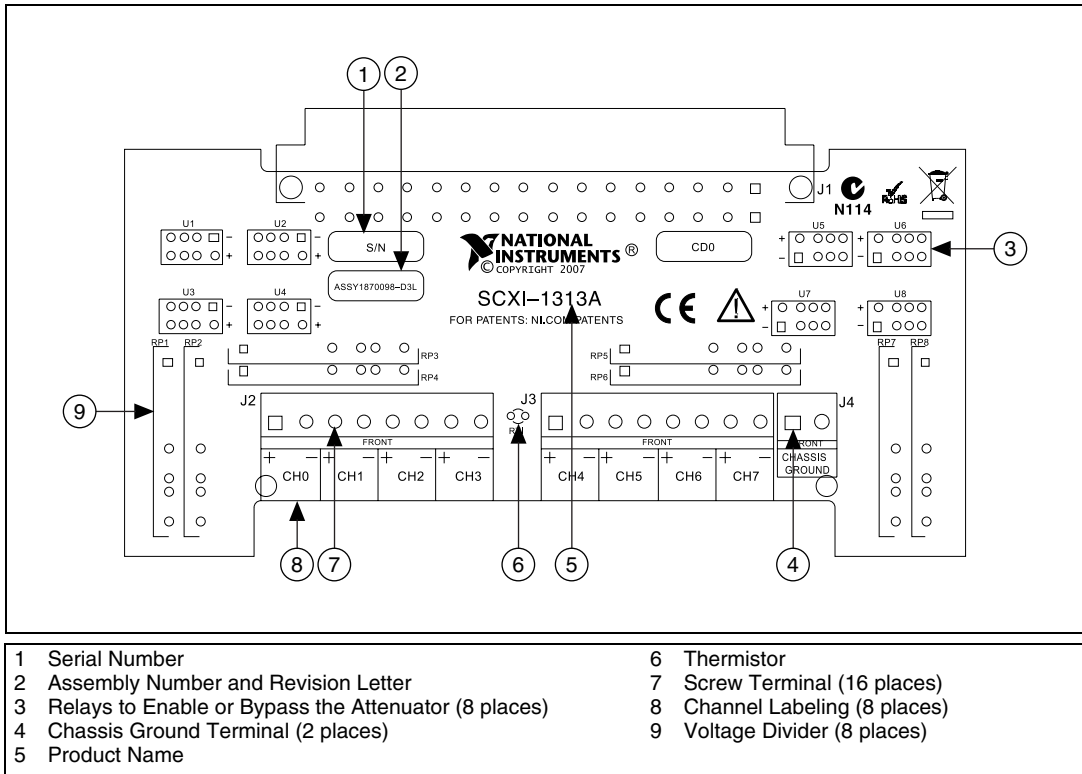 1 2
J1
N114
RoHS
U1 U2 U5 U6
- - + +
+ + - -
S/N
NATIONAL
INSTRUMENTS ®
© COPYRIGHT 2007
CD0
3
ASSY1870098-D3L
SCXI-1313A
FOR PATENTS: NI.COM/PATENTS
CE
U3 U4 U7 U8
- - + +
+ + - -
RP1 RP2 RP7 RP8
RP3 RP5
RP4 RP6
9
J2 J3 J4
FRONT FRONT FRONT
+ - + - + - + - + - + - + - + - CHASSIS
CH0 CH1 CH2 CH3 CH4 CH5 CH6 CH7 GROUND
8 7 6 5 4
1 Serial Number
2 Assembly Number and Revision Letter
3 Relays to Enable or Bypass the Attenuator (8 places)
4 Chassis Ground Terminal (2 places)
5 Product Name
6 Thermistor
7 Screw Terminal (16 places)
8 Channel Labeling (8 places)
9 Voltage Divider (8 places)